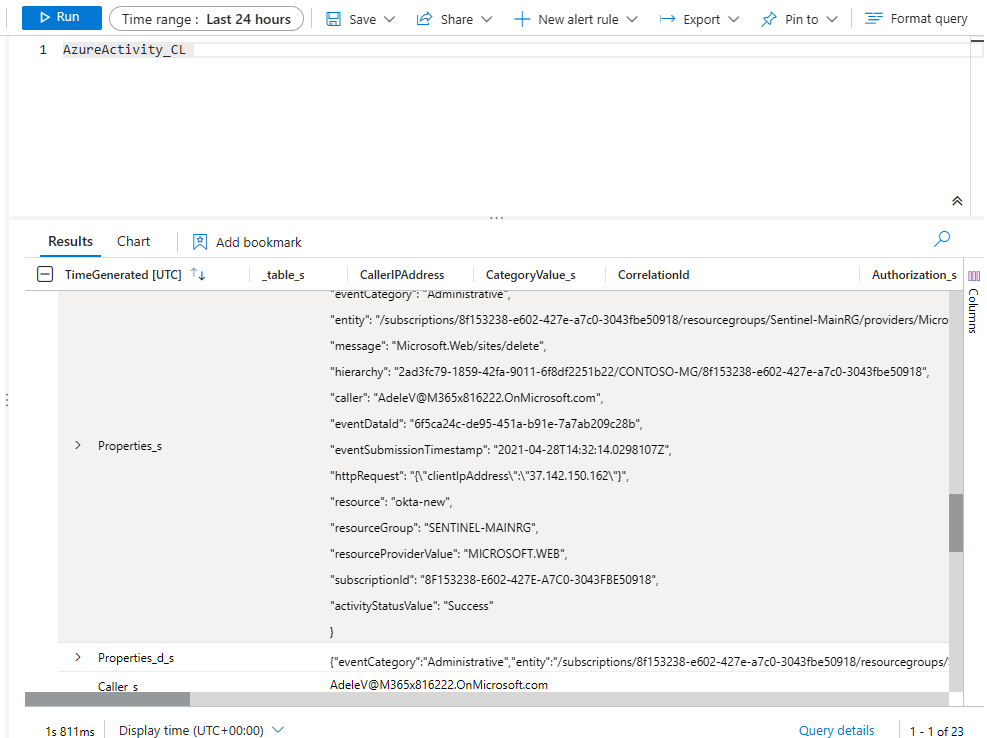 Run Time range : Last 24 hours Save Share New alert rule Export Pin to Format query
1 AzureActivity_CL
Results Chart Add bookmark
TimeGenerated [UTC] _table_s CallerIPAddress CategoryValue_s CorrelationId Authorization_s
Columns
"eventCategory": "Administrative",
"entity": "/subscriptions/8f153238-e602-427e-a7c0-3043fbe50918/resourcegroups/Sentinel-MainRG/providers/Micro
"message": "Microsoft.Web/sites/delete",
"hierarchy": "2ad3fc79-1859-42fa-9011-6f8df2251b22/CONTOSO-MG/8f153238-e602-427e-a7c0-3043fbe50918",
"caller": "AdeleV@M365x816222.OnMicrosoft.com",
"eventDataId": "6f5ca24c-de95-451a-b91e-7a7ab209c28b",
Properties_s
"eventSubmissionTimestamp": "2021-04-28T14:32:14.0298107Z",
"httpRequest": "{\"clientIpAddress\":\"37.142.150.162\"}",
"resource": "okta-new",
"resourceGroup": "SENTINEL-MAINRG",
"resourceProviderValue": "MICROSOFT.WEB",
"subscriptionId": "8F153238-E602-427E-A7C0-3043FBE50918",
"activityStatusValue": "Success"
}
Properties_d_s {"eventCategory":"Administrative","entity":"/subscriptions/8f153238-e602-427e-a7c0-3043fbe50918/resourcegroups/
Caller_s AdeleV@M365x816222.OnMicrosoft.com
1s 811ms Display time (UTC+00:00) Query details 1 - 1 of 23